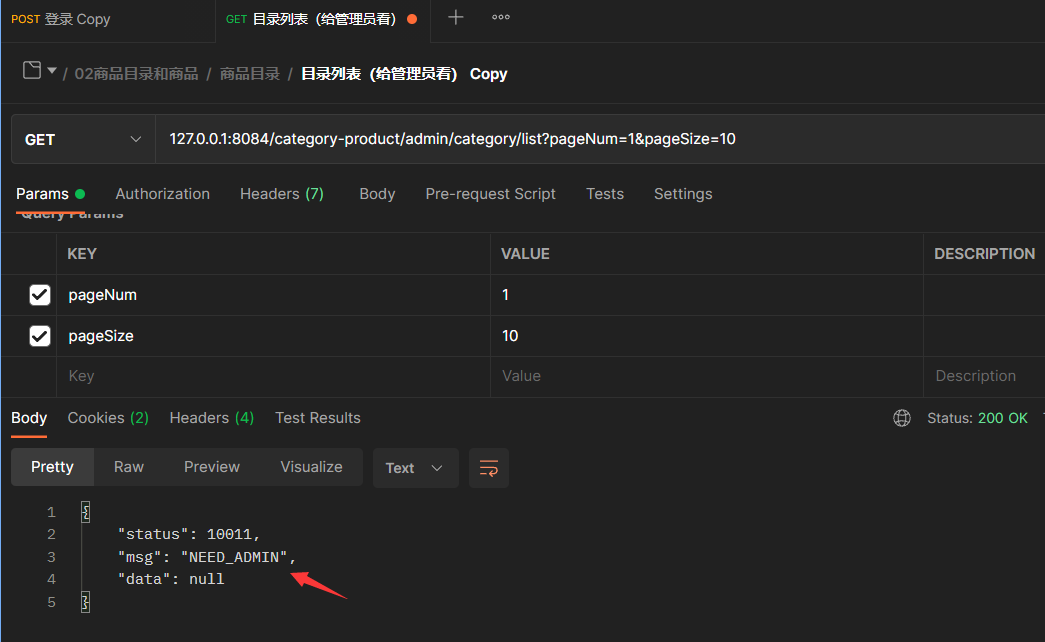 POST 登录 Copy GET 目录列表（给管理员看） + ooo
/ 02商品目录和商品 / 商品目录 / 目录列表（给管理员看） Copy
GET 127.0.0.1:8084/category-product/admin/category/list?pageNum=1&pageSize=10
Params Authorization Headers (7) Body Pre-request Script Tests Settings
Query Params
KEY VALUE DESCRIPTION
pageNum 1
pageSize 10
Key Value Description
Body Cookies (2) Headers (4) Test Results Status: 200 OK
Pretty Raw Preview Visualize Text
1 {
2 "status": 10011,
3 "msg": "NEED_ADMIN",
4 "data": null
5 }